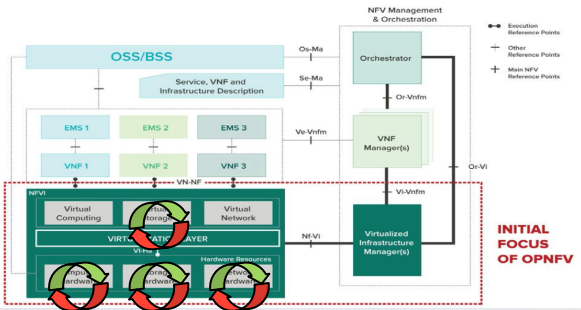 NFV Management
& Orchestration
Execution
Reference Points
Other
Reference Points
Main NFV
Reference Points
OSS/BSS
Os-Ma
Orchestrator
Service, VNF and
Infrastructure Description
Se-Ma
Or-Vnfm
EMS 1
EMS 2
EMS 3
Ve-Vnfm
VNF
Manager(s)
VNF 1
VNF 2
VNF 3
Or-Vi
VN-NF
Vi-Vnfm
NFVI
Virtual
Computing
Virtual
Network
Nf-Vi
Virtualized
Infrastructure
Manager(s)
INITIAL
FOCUS
OF OPNFV
Hardware Resources